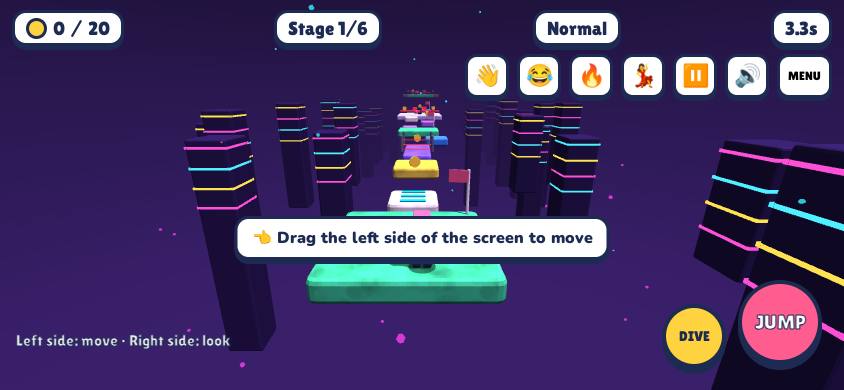 0 / 20
Stage 1/6
Normal
3.3s
MENU
Drag the left side of the screen to move
Left side: move · Right side: look
DIVE
JUMP